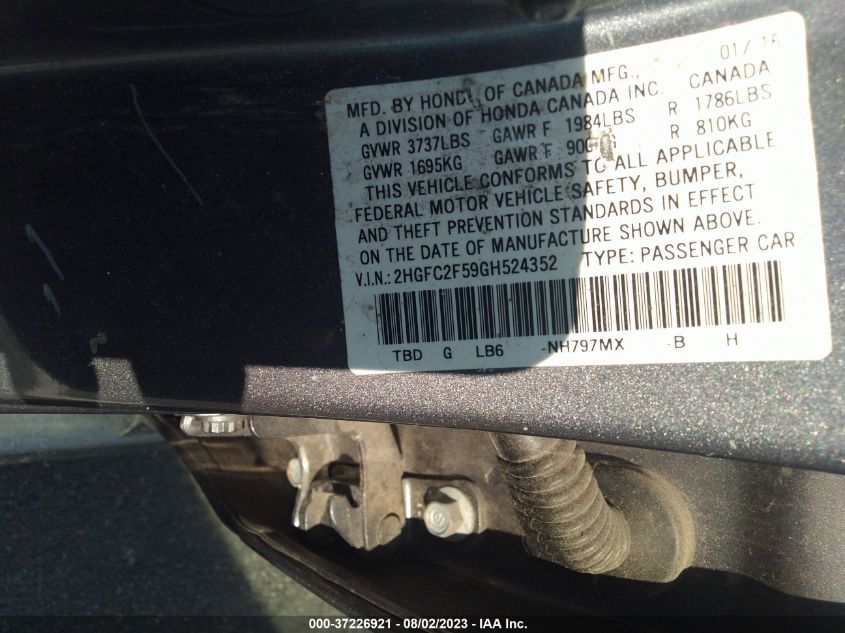 MFD. BY HONDA OF CANADA MFG., 01/16
A DIVISION OF HONDA CANADA INC. CANADA
GVWR 3737LBS GAWR F 1984LBS R 1786LBS
GVWR 1695KG GAWR F R 810KG
THIS VEHICLE CONFORMS TO ALL APPLICABLE
FEDERAL MOTOR VEHICLE SAFETY, BUMPER,
AND THEFT PREVENTION STANDARDS IN EFFECT
ON THE DATE OF MANUFACTURE SHOWN ABOVE.
V.I.N.: 2HGFC2F59GH524352 TYPE: PASSENGER CAR
TBD G LB6 -NH797MX -B H
000-37226921 - 08/02/2023 - IAA Inc.